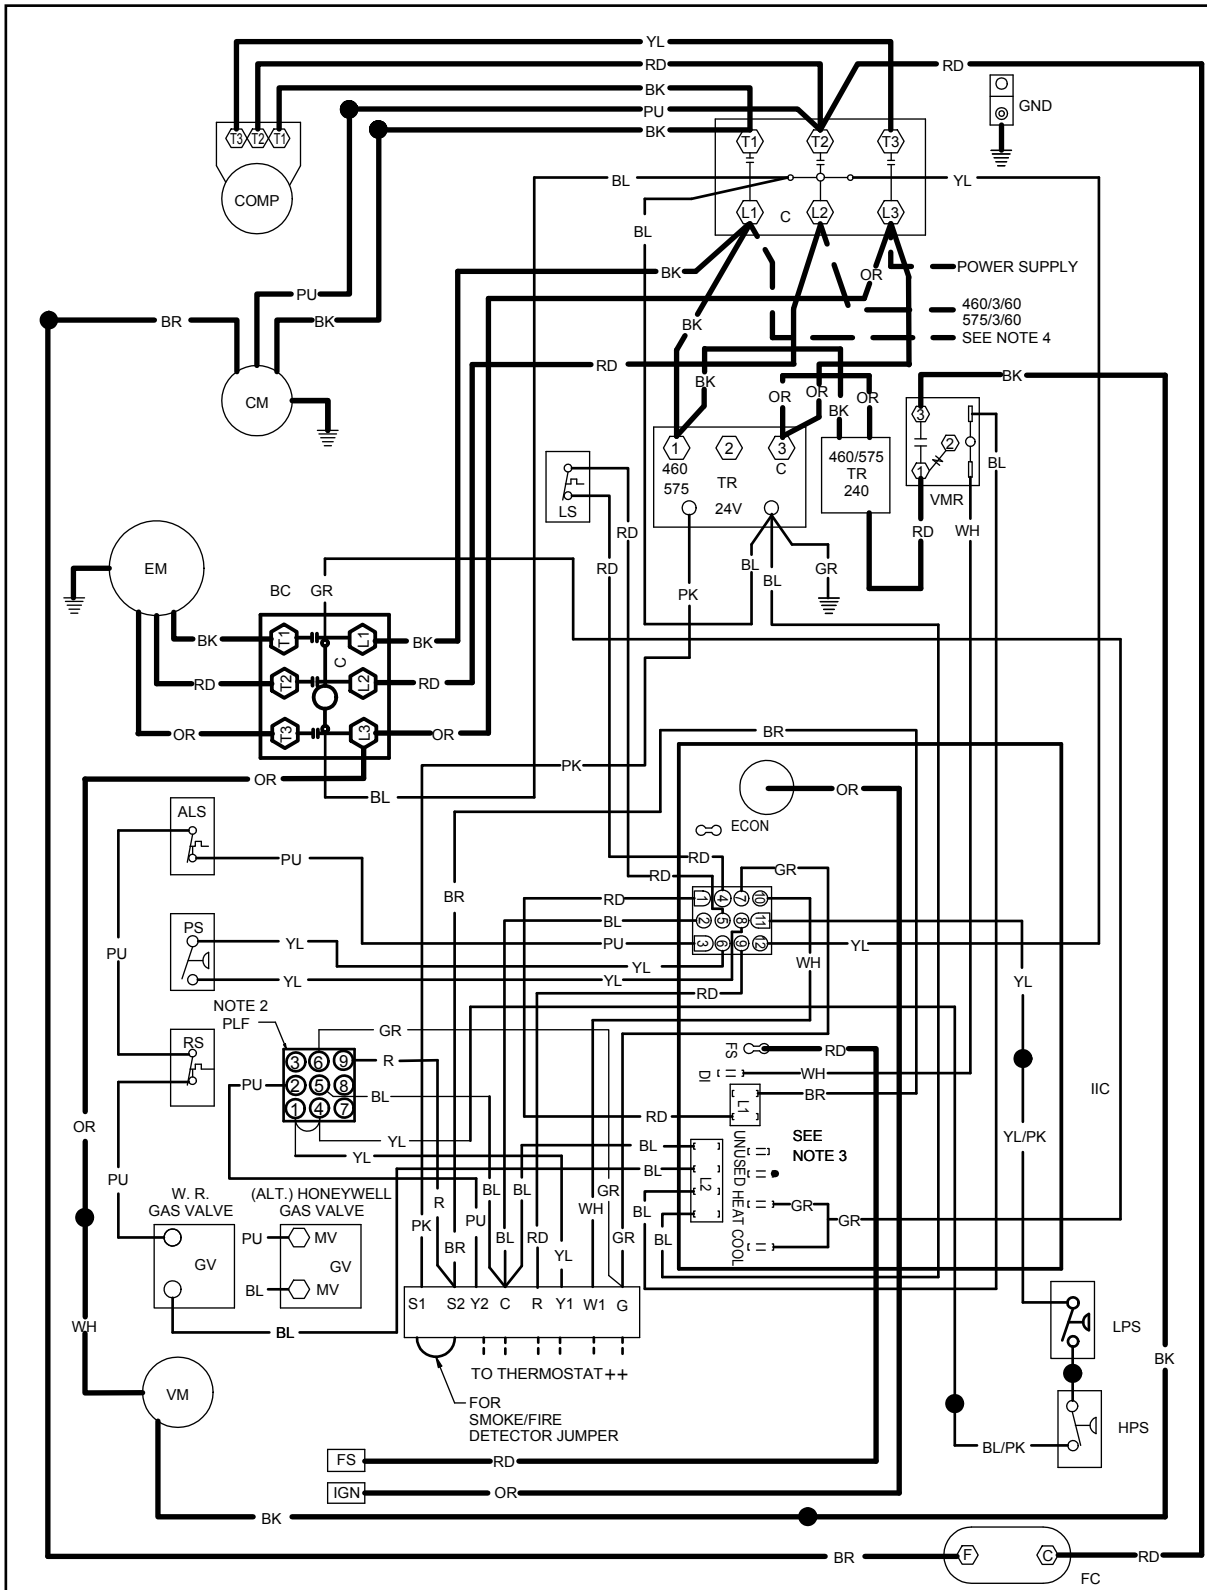 YL
RD RD
BK
PU
BK
GND
T3 T2 T1
T1 T2 T3
COMP
BL YL
L1 C L2 L3
BL
BK OR POWER SUPPLY
PU
460/3/60
BR BK 575/3/60
BK
SEE NOTE 4
RD
BK OR OR OR BK
BK
CM
3
1 2 3 460/575 2
460 C TR BL
575 TR 240 1
LS 24V VMR
RD RD WH
EM RD BL BL GR
BC GR
PK
BK T1 L1 BK
C
RD T2 L2 RD
OR T3 L3 OR
BR
PK
OR BL
OR
ALS
ECON
PU RD GR
RD
BR
RD 1 4 7 10
PS BL 2 5 8 11
YL PU 3 6 9 12 YL
PU YL WH
YL YL YL
RD
NOTE 2
PLF GR
RS FS RD
3 6 9 R
DI WH
PU 2 5 8 BL BR
L1 IIC
1 4 7 RD
OR YL SEE
YL BL UNUSED NOTE 3 YL/PK
BL
PU L2
W. R. (ALT.) HONEYWELL BL BL GR HEAT GR
GAS VALVE GAS VALVE R WH BL GR
PK PU RD COOL
PU MV BR BL YL GR BL
GV GV
BL MV
S1 S2 Y2 C R Y1 W1 G
WH BL LPS
BK
TO THERMOSTAT++
VM
FOR
SMOKE/FIRE HPS
DETECTOR JUMPER BL/PK
FS RD
IGN OR
BK
BR F C RD
FC